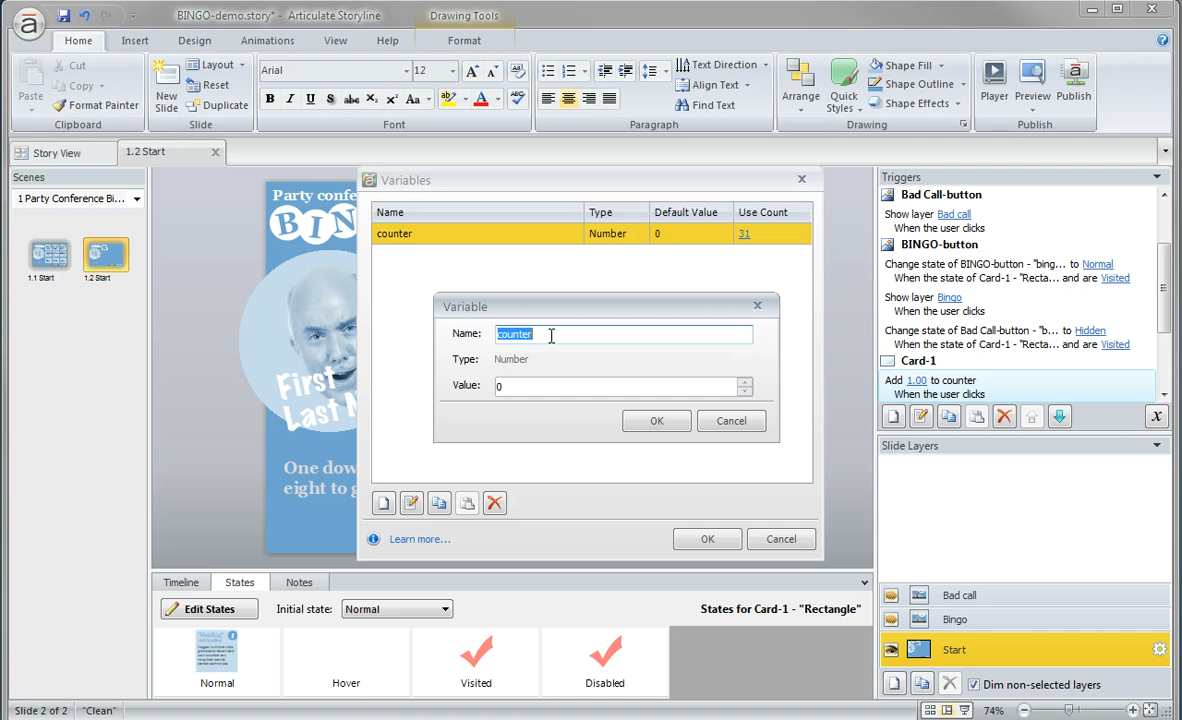 BINGO-demo.story* - Articulate Storyline
Drawing Tools
Home
Insert
Design
Animations
View
Help
Format
Paste
Cut
Copy
Format Painter
Clipboard
New
Slide
Layout
Reset
Duplicate
Slide
Arial
12
B I U S abc X₂ X² Aa
Font
Text Direction
Align Text
Find Text
Paragraph
Arrange
Quick
Styles
Shape Fill
Shape Outline
Shape Effects
Drawing
Player
Preview
Publish
Publish
Story View
1.2 Start
Scenes
1 Party Conference Bi...
1.1 Start
1.2 Start
Party confe
BIN
First
Last N
One dow
eight to g
Variables
Name
Type
Default Value
Use Count
counter
Number
0
31
Variable
Name:
counter
Type:
Number
Value:
0
OK
Cancel
Learn more...
OK
Cancel
Triggers
Bad Call-button
Show layer Bad call
When the user clicks
BINGO-button
Change state of BINGO-button - "bing... to Normal
When the state of Card-1 - "Recta... and are Visited
Show layer Bingo
When the user clicks
Change state of Bad Call-button - "b... to Hidden
When the state of Card-1 - "Recta... and are Visited
Card-1
Add 1.00 to counter
When the user clicks
x
Slide Layers
Bad call
Bingo
Start
Dim non-selected layers
Timeline
States
Notes
Edit States
Initial state:
Normal
States for Card-1 - "Rectangle"
Normal
Hover
Visited
Disabled
Slide 2 of 2
"Clean"
74%